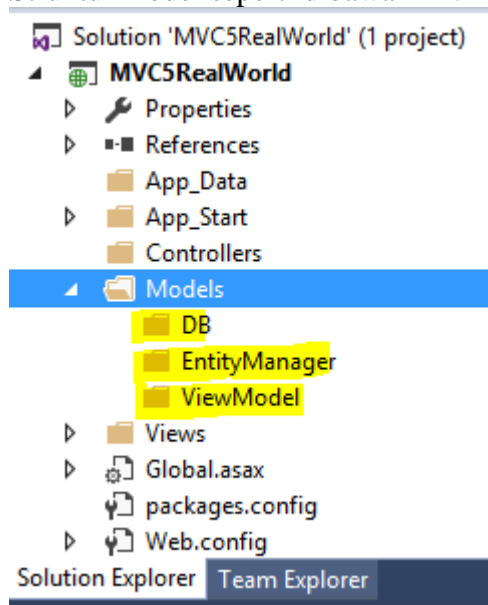 Solution 'MVC5RealWorld' (1 project)
MVC5RealWorld
Properties
References
App_Data
App_Start
Controllers
Models
DB
EntityManager
ViewModel
Views
Global.asax
packages.config
Web.config
Solution Explorer Team Explorer